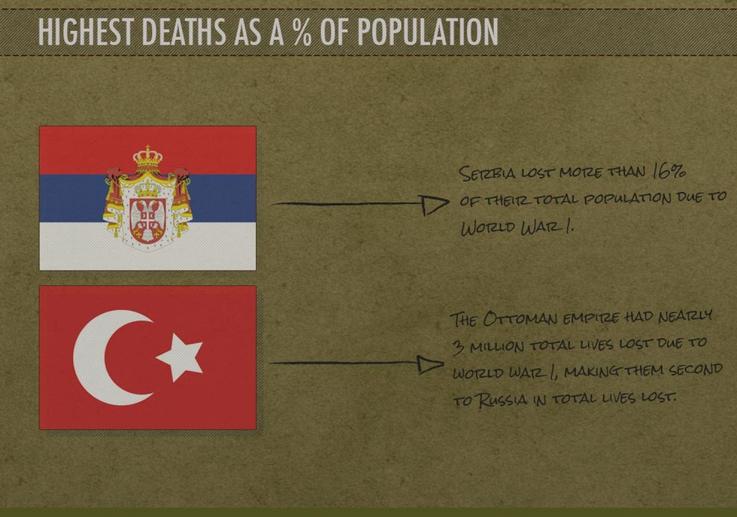 HIGHEST DEATHS AS A % OF POPULATION
SERBIA LOST MORE THAN 16%
OF THEIR TOTAL POPULATION DUE TO
WORLD WAR 1.
THE OTTOMAN EMPIRE HAD NEARLY
3 MILLION TOTAL LIVES LOST DUE TO
WORLD WAR 1, MAKING THEM SECOND
TO RUSSIA IN TOTAL LIVES LOST.